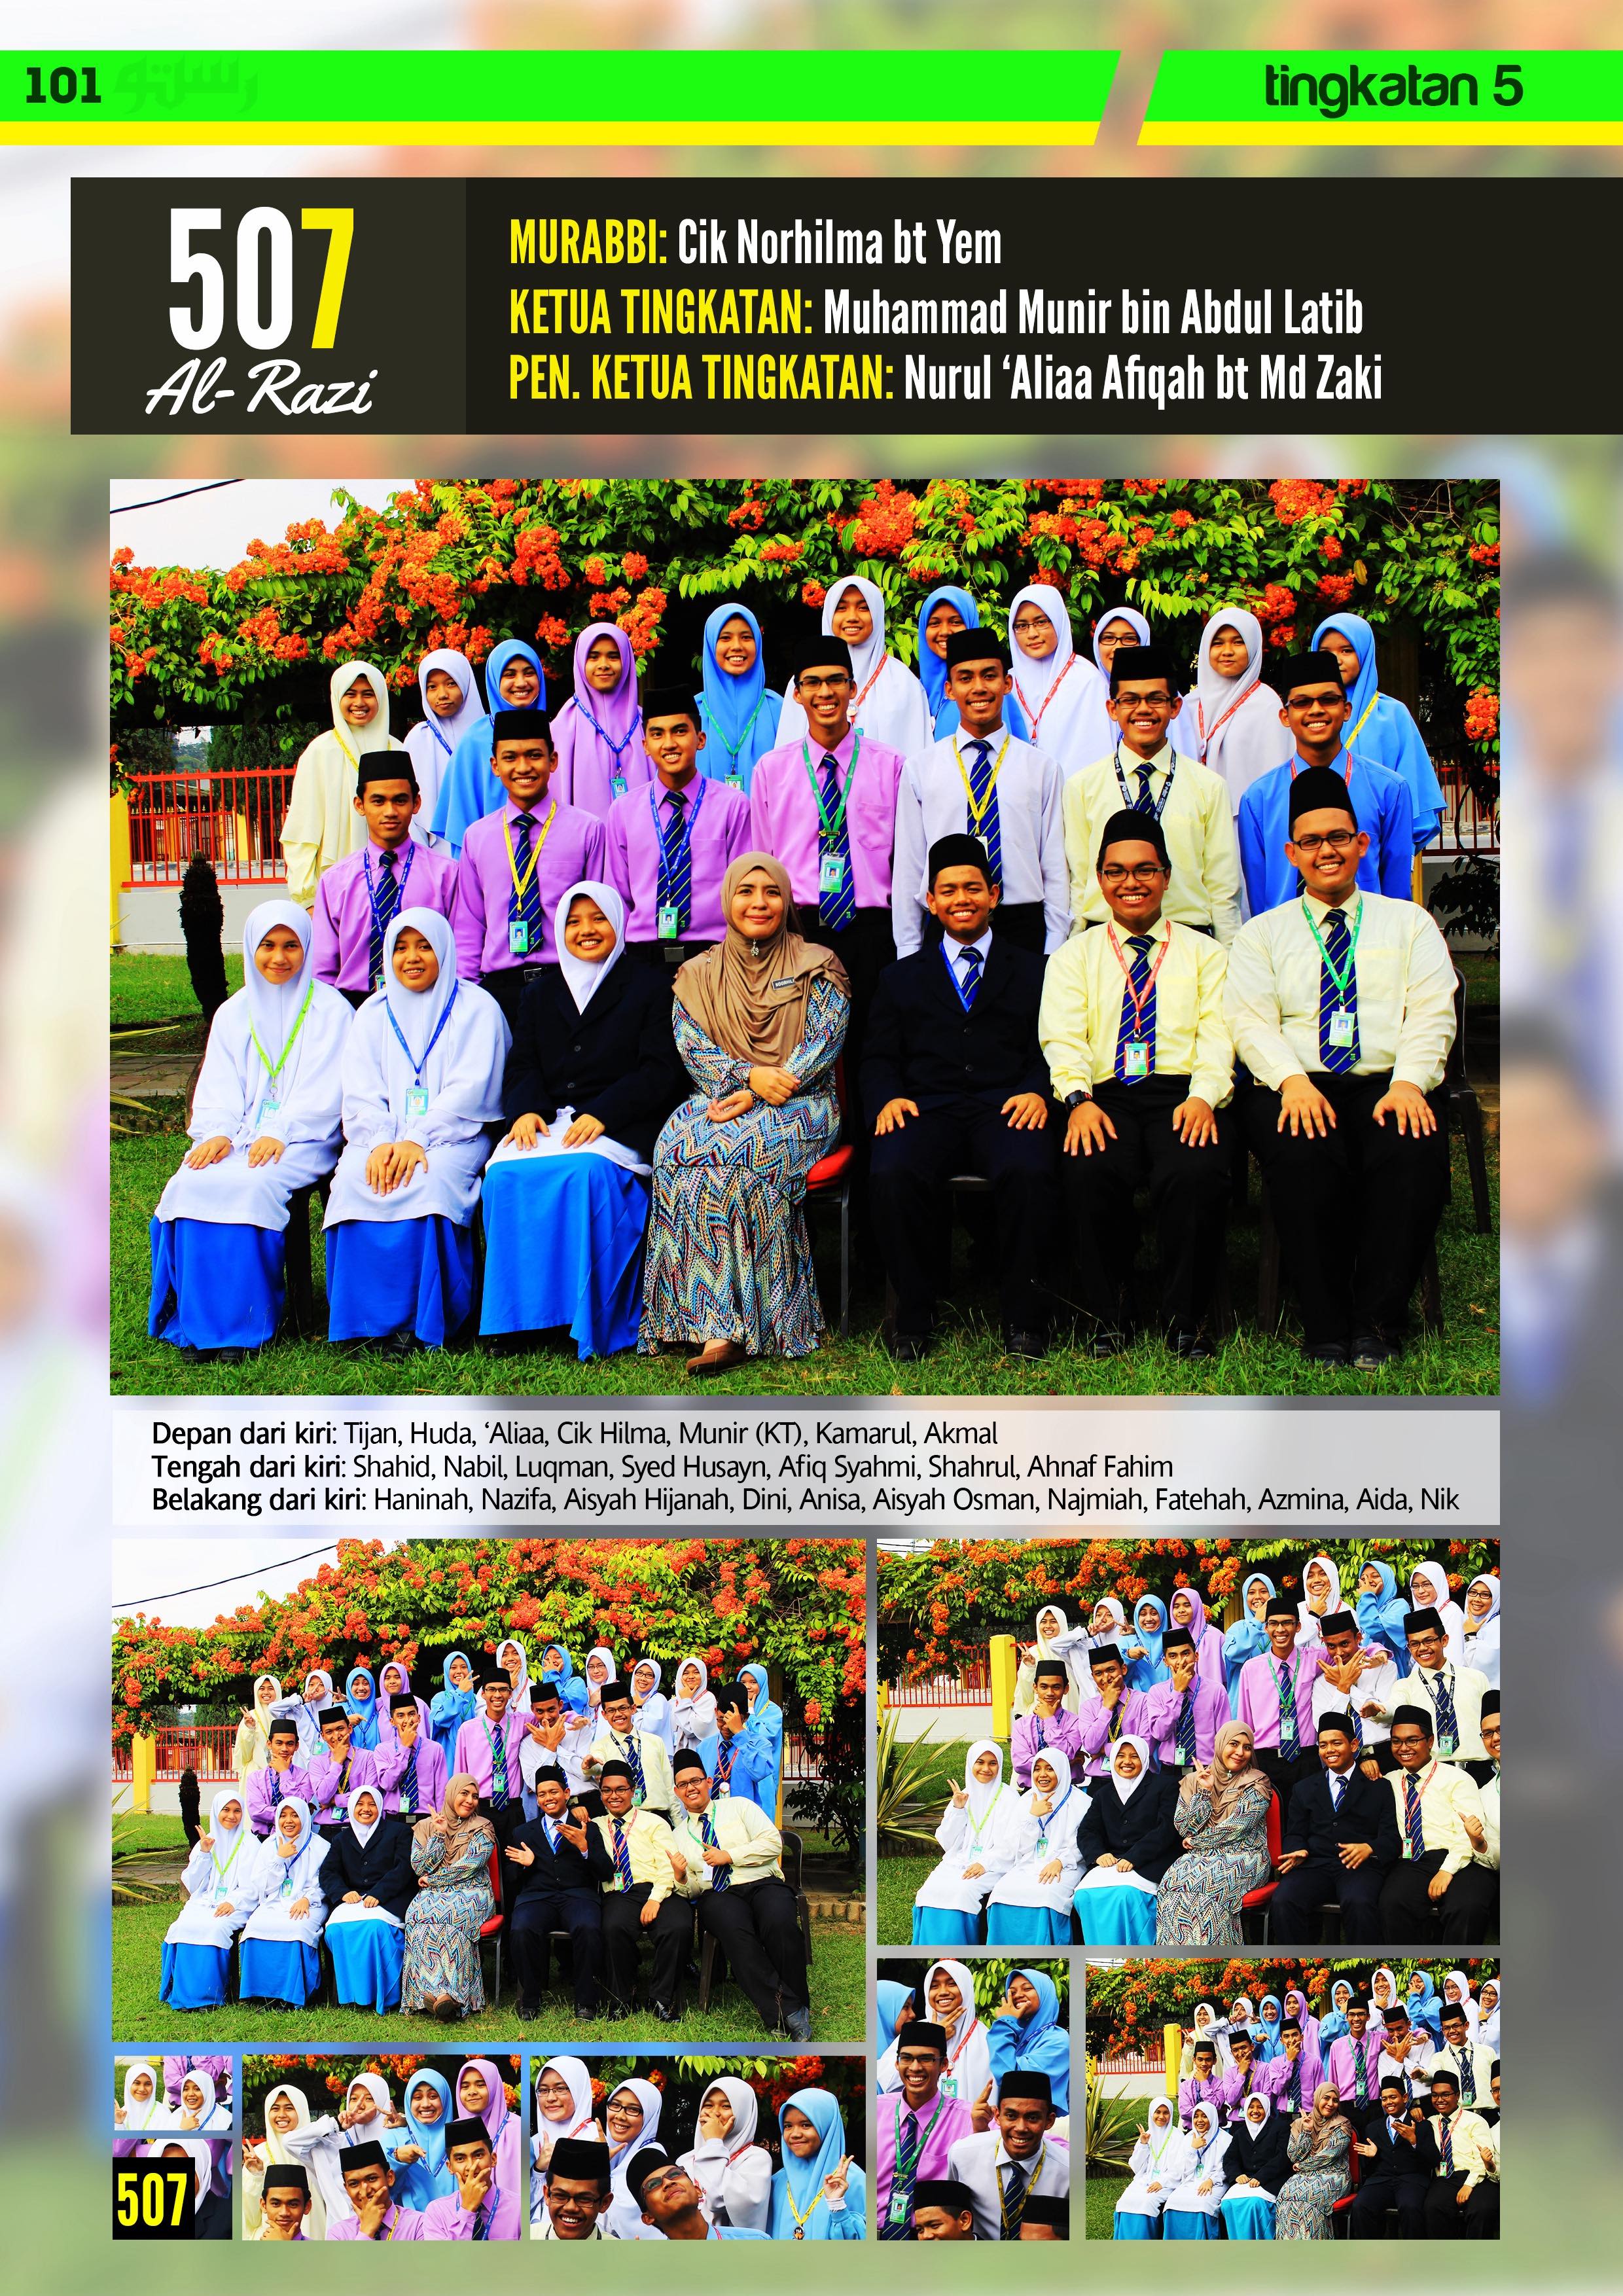 101 رستو
tingkatan 5
507
Al-Razi
MURABBI: Cik Norhilma bt Yem
KETUA TINGKATAN: Muhammad Munir bin Abdul Latib
PEN. KETUA TINGKATAN: Nurul ‘Aliaa Afiqah bt Md Zaki
Depan dari kiri: Tijan, Huda, ‘Aliaa, Cik Hilma, Munir (KT), Kamarul, Akmal
Tengah dari kiri: Shahid, Nabil, Luqman, Syed Husayn, Afiq Syahmi, Shahrul, Ahnaf Fahim
Belakang dari kiri: Haninah, Nazifa, Aisyah Hijanah, Dini, Anisa, Aisyah Osman, Najmiah, Fatehah, Azmina, Aida, Nik
507